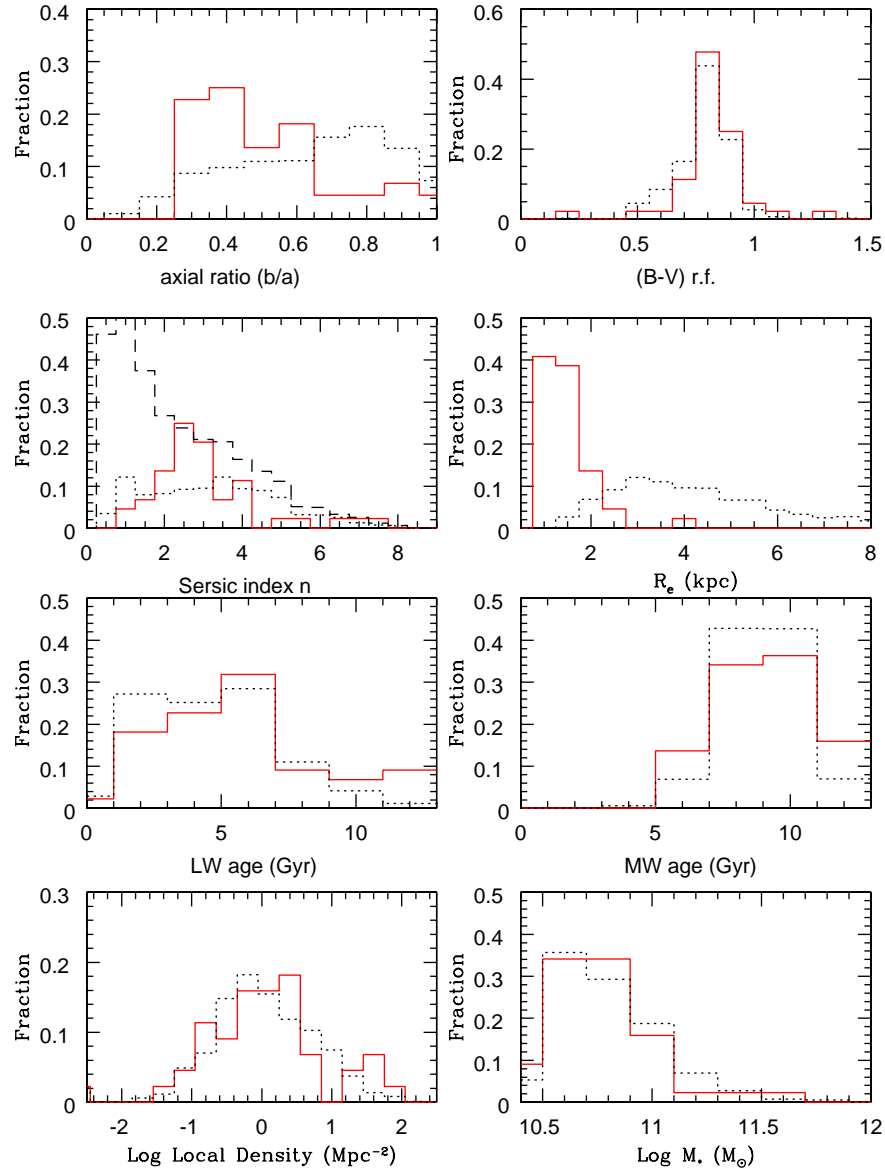 0.3
0.2
0.1
0
Fraction
0 0.2 0.4 0.6 0.8 1
axial ratio (b/a)
0.6
0.4
0.2
0
Fraction
0.5 1 1.5
(B-V) r.f.
0.5
0.4
0.3
0.2
0.1
0
Fraction
0 2 4 6 8
Sersic index n
0.5
0.4
0.3
0.2
0.1
0
Fraction
2 4 6 8
R_e (kpc)
0.5
0.4
0.3
0.2
0.1
0
Fraction
0 5 10
LW age (Gyr)
0.5
0.4
0.3
0.2
0.1
0
Fraction
5 10
MW age (Gyr)
0.3
0.2
0.1
0
Fraction
-2 -1 0 1 2
Log Local Density (Mpc⁻²)
0.5
0.4
0.3
0.2
0.1
0
Fraction
10.5 11 11.5 12
Log M⋆ (M⊙)